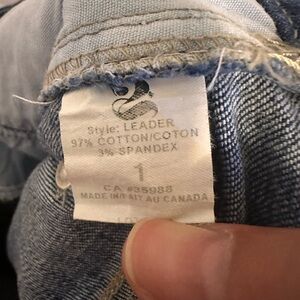 Style: LEADER
97% COTTON/COTON
3% SPANDEX
1
CA #35988
MADE IN/FAIT AU CANADA